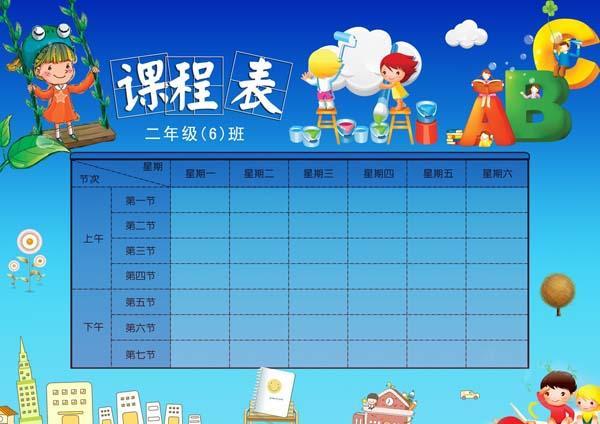 课程表
ABC
二年级(6)班
星期 星期一 星期二 星期三 星期四 星期五 星期六
节次
上午
第一节
第二节
第三节
第四节
下午
第五节
第六节
第七节